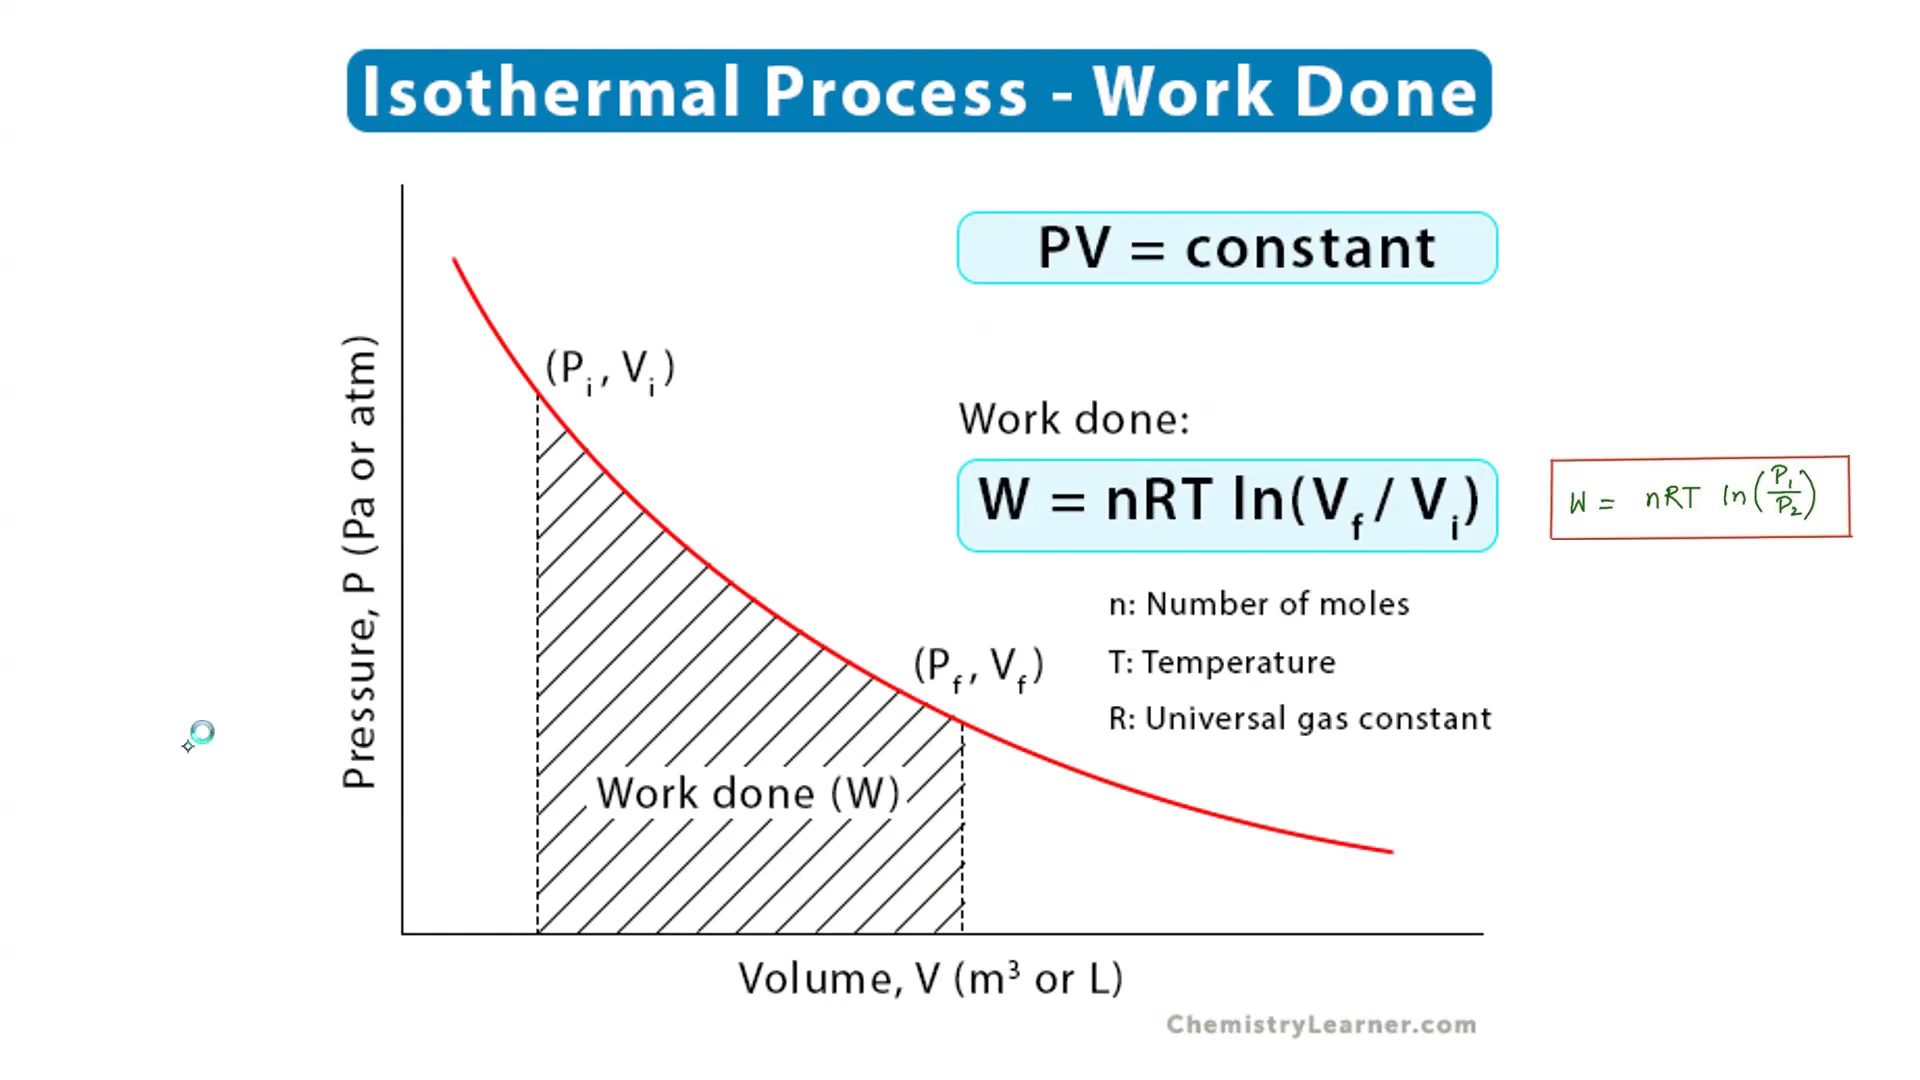 Isothermal Process - Work Done
PV = constant
Pressure, P (Pa or atm)
(Pi, Vi)
Work done:
W = nRT ln(Vf / Vi)
W = nRT ln(P1/P2)
n: Number of moles
(Pf, Vf)
T: Temperature
R: Universal gas constant
Work done (W)
Volume, V (m³ or L)
ChemistryLearner.com